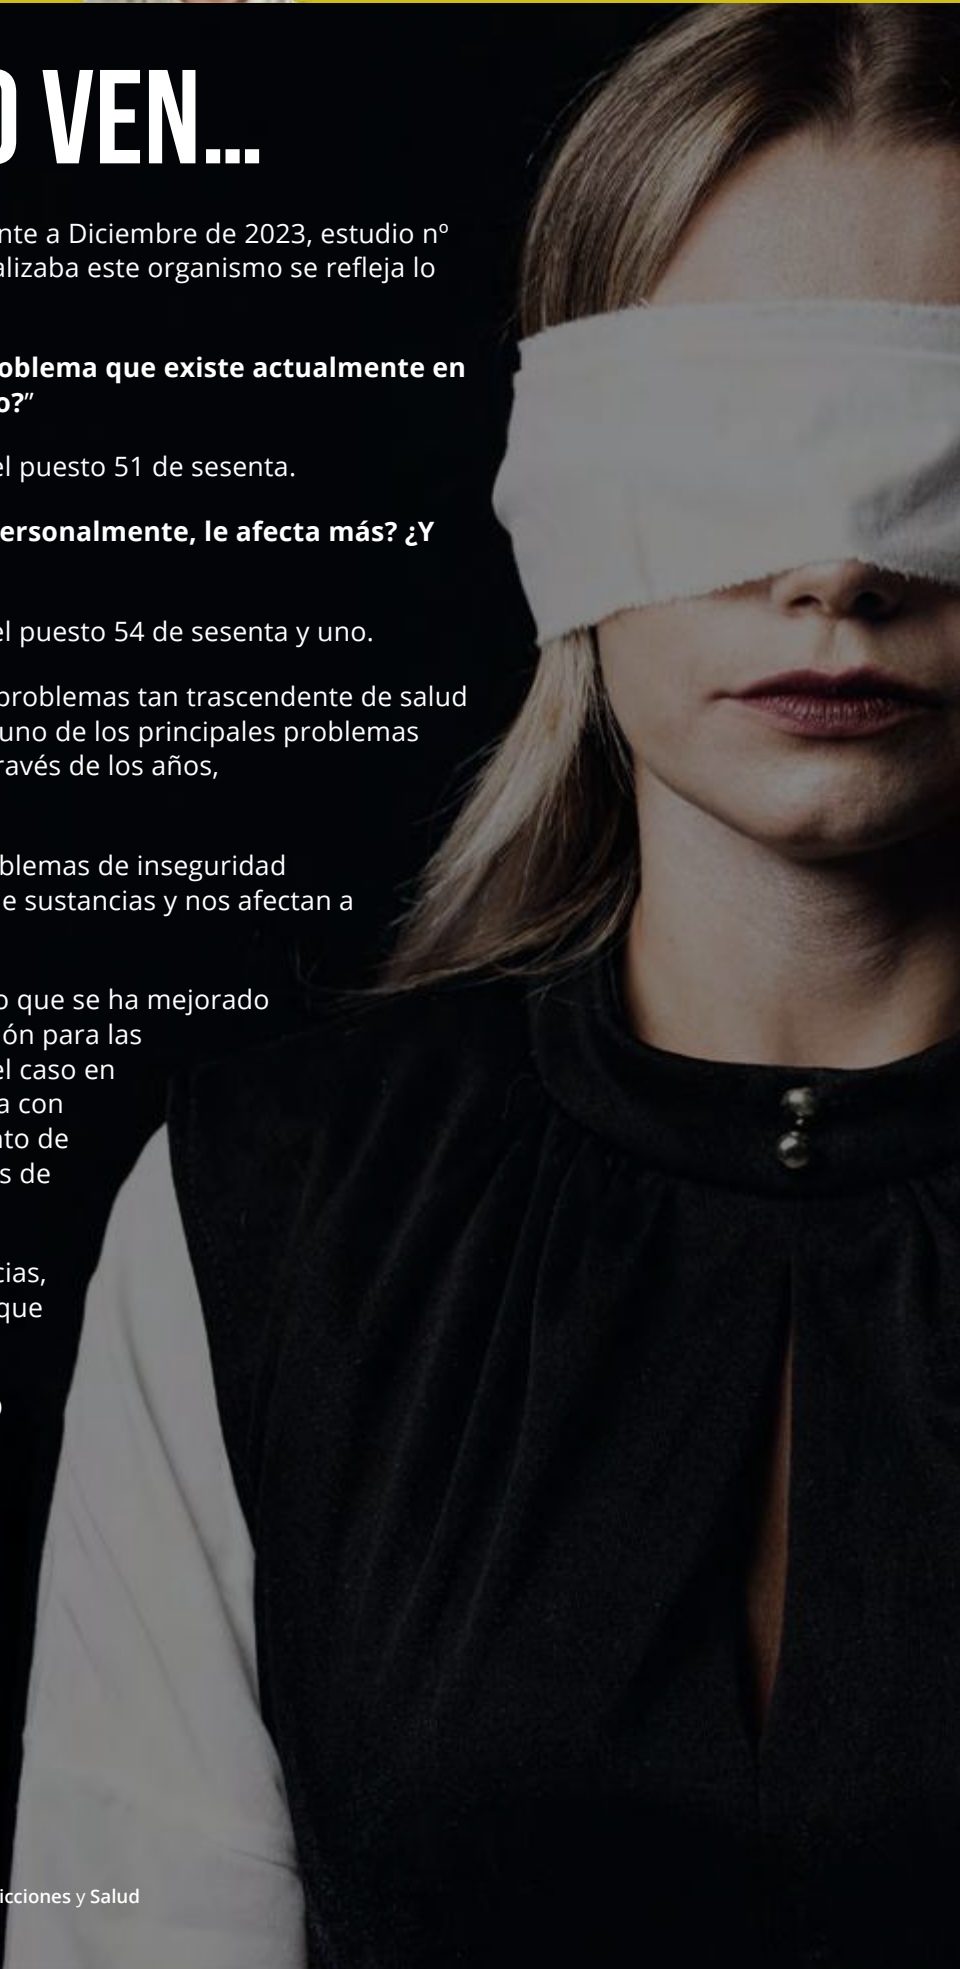 VEN...
nte a Diciembre de 2023, estudio nº
alizaba este organismo se refleja lo
oblema que existe actualmente en
o?”
el puesto 51 de sesenta.
ersonalmente, le afecta más? ¿Y
el puesto 54 de sesenta y uno.
problemas tan trascendente de salud
uno de los principales problemas
ravés de los años,
blemas de inseguridad
e sustancias y nos afectan a
o que se ha mejorado
ón para las
el caso en
a con
nto de
s de
cias,
que
icciones y Salud